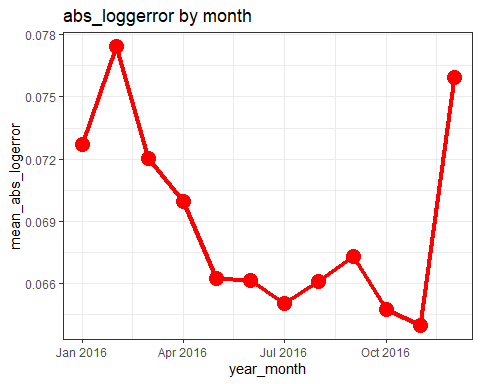 abs_loggerror by month
0.078
0.075
0.072
0.069
0.066
mean_abs_logerror
Jan 2016
Apr 2016
Jul 2016
Oct 2016
year_month